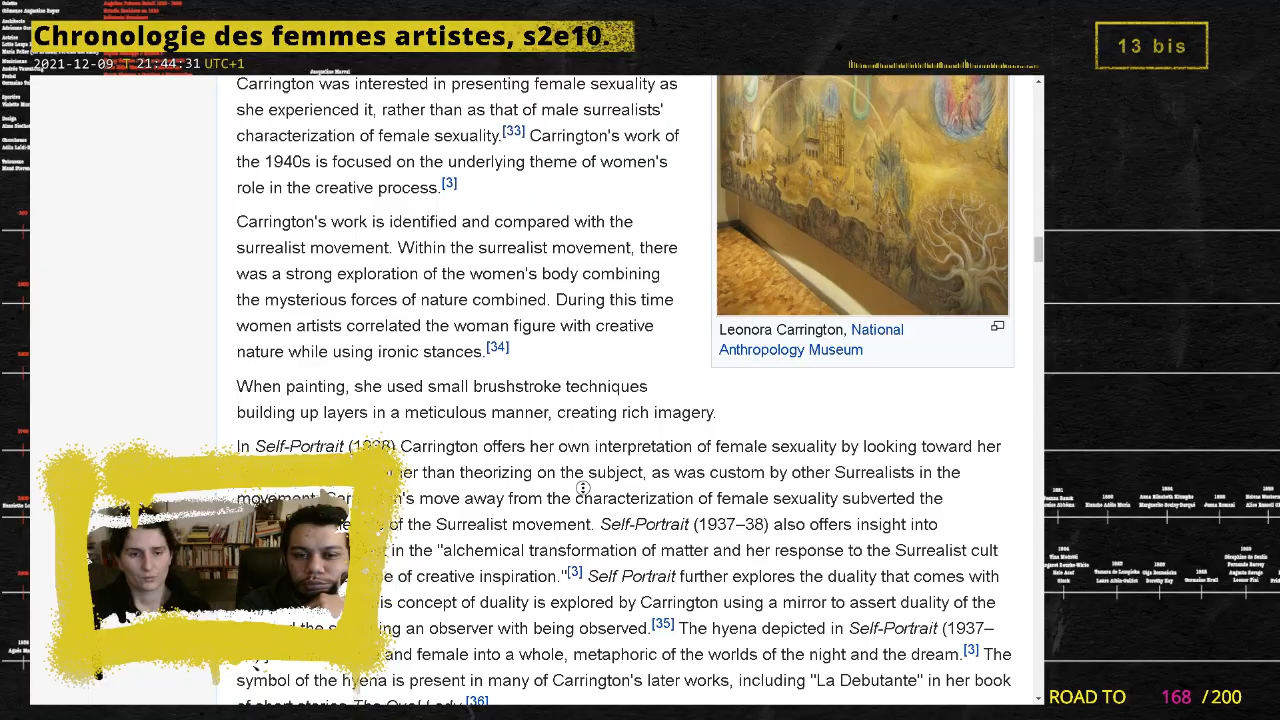 Chronologie des femmes artistes, s2e10
2021-12-09 T 21:44:31 UTC+1
13 bis
Carrington was interested in presenting female sexuality as
she experienced it, rather than as that of male surrealists'
characterization of female sexuality.[33] Carrington's work of
the 1940s is focused on the underlying theme of women's
role in the creative process.[3]
Carrington's work is identified and compared with the
surrealist movement. Within the surrealist movement, there
was a strong exploration of the women's body combining
the mysterious forces of nature combined. During this time
women artists correlated the woman figure with creative
nature while using ironic stances.[34]
Leonora Carrington, National
Anthropology Museum
When painting, she used small brushstroke techniques
building up layers in a meticulous manner, creating rich imagery.
In Self-Portrait (1938) Carrington offers her own interpretation of female sexuality by looking toward her
than theorizing on the subject, as was custom by other Surrealists in the
movement. Carrington's move away from the characterization of female sexuality subverted the
of the Surrealist movement. Self-Portrait (1937–38) also offers insight into
in the "alchemical transformation of matter and her response to the Surrealist cult
of creative inspiration."[3] Self Portrait further explores the duality that comes with
is concept of duality is explored by Carrington using a mirror to assert duality of the
an observer with being observed.[35] The hyena depicted in Self-Portrait (1937–
and female into a whole, metaphoric of the worlds of the night and the dream.[3] The
symbol of the hyena is present in many of Carrington's later works, including "La Debutante" in her book
of short stories The Oval Lady.[36]
ROAD TO 168 / 200